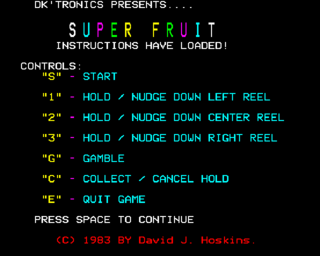 DK'TRONICS PRESENTS....
SUPER FRUIT
INSTRUCTIONS HAVE LOADED!
CONTROLS:
"S" - START
"1" - HOLD / NUDGE DOWN LEFT REEL
"2" - HOLD / NUDGE DOWN CENTER REEL
"3" - HOLD / NUDGE DOWN RIGHT REEL
"G" - GAMBLE
"C" - COLLECT / CANCEL HOLD
"E" - QUIT GAME
PRESS SPACE TO CONTINUE
(C) 1983 BY David J. Hoskins.